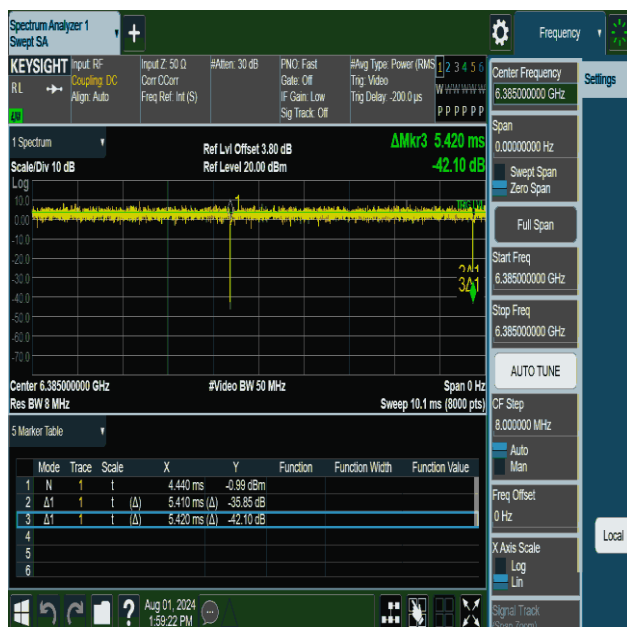 Spectrum Analyzer 1
Swept SA
+
Frequency
KEYSIGHT
RL
Input: RF
Coupling: DC
Align: Auto
Input Z: 50 Ω
Corr CCorr
Freq Ref: Int (S)
#Atten: 30 dB
PNO: Fast
Gate: Off
IF Gain: Low
Sig Track: Off
#Avg Type: Power (RMS
Trig: Video
Trig Delay: -200.0 µs
1 2 3 4 5 6
W W W W W W
P P P P P P
Center Frequency
6.385000000 GHz
Settings
Span
0.00000000 Hz
Swept Span
Zero Span
Full Span
Start Freq
6.385000000 GHz
Stop Freq
6.385000000 GHz
AUTO TUNE
CF Step
8.000000 MHz
Auto
Man
Freq Offset
0 Hz
X Axis Scale
Log
Lin
Signal Track
(Span Zoom)
Local
1 Spectrum
Scale/Div 10 dB
Ref Lvl Offset 3.80 dB
Ref Level 20.00 dBm
ΔMkr3 5.420 ms
-42.10 dB
Log
10.0
0.00
-10.0
-20.0
-30.0
-40.0
-50.0
-60.0
-70.0
1
3Δ1
Center 6.385000000 GHz
#Video BW 50 MHz
Span 0 Hz
Res BW 8 MHz
Sweep 10.1 ms (8000 pts)
5 Marker Table
Mode Trace Scale X Y Function Function Width Function Value
1 N 1 t 4.440 ms -0.99 dBm
2 Δ1 1 t (Δ) 5.410 ms (Δ) -35.85 dB
3 Δ1 1 t (Δ) 5.420 ms (Δ) -42.10 dB
4
5
6
?
Aug 01, 2024
1:59:22 PM